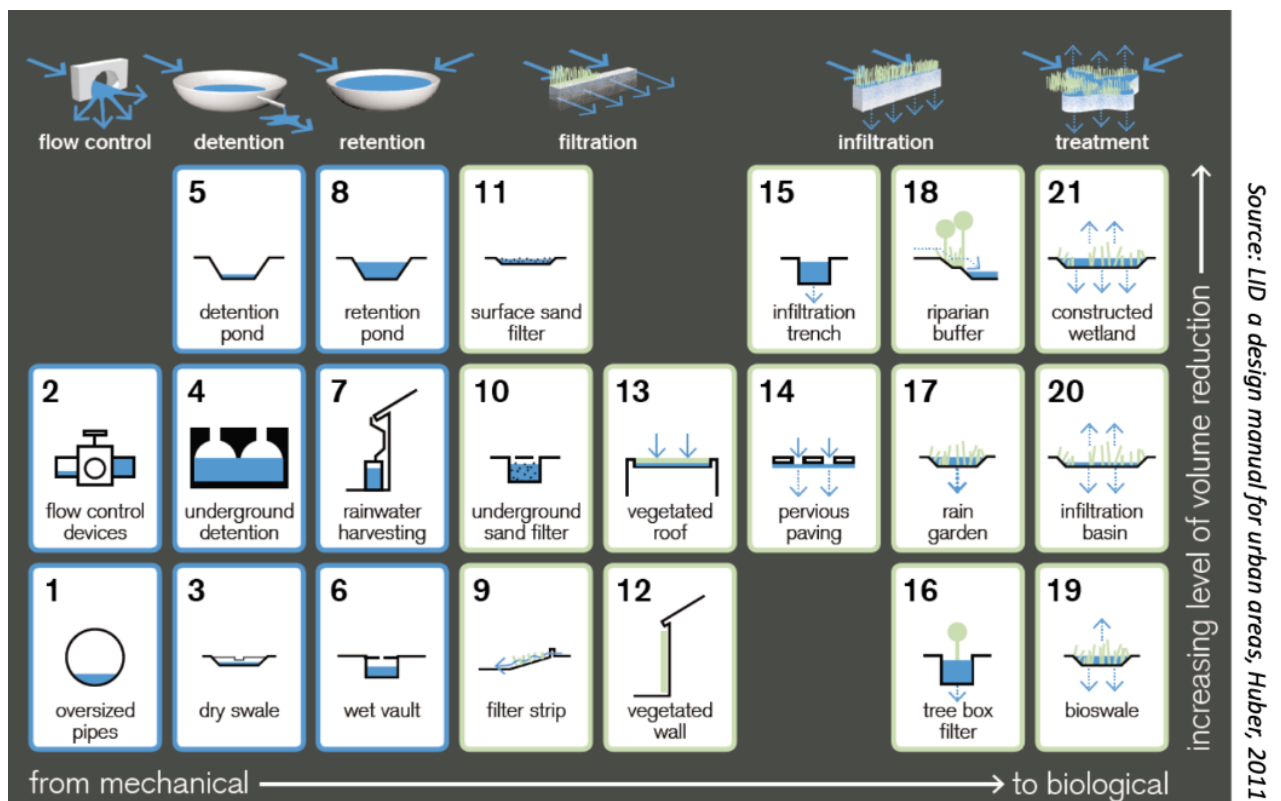 flow control
detention
retention
filtration
infiltration
treatment
5
detention
pond
8
retention
pond
11
surface sand
filter
15
infiltration
trench
18
riparian
buffer
21
constructed
wetland
2
flow control
devices
4
underground
detention
7
rainwater
harvesting
10
underground
sand filter
13
vegetated
roof
14
pervious
paving
17
rain
garden
20
infiltration
basin
1
oversized
pipes
3
dry swale
6
wet vault
9
filter strip
12
vegetated
wall
16
tree box
filter
19
bioswale
from mechanical
to biological
increasing level of volume reduction
Source: LID a design manual for urban areas, Huber, 2011